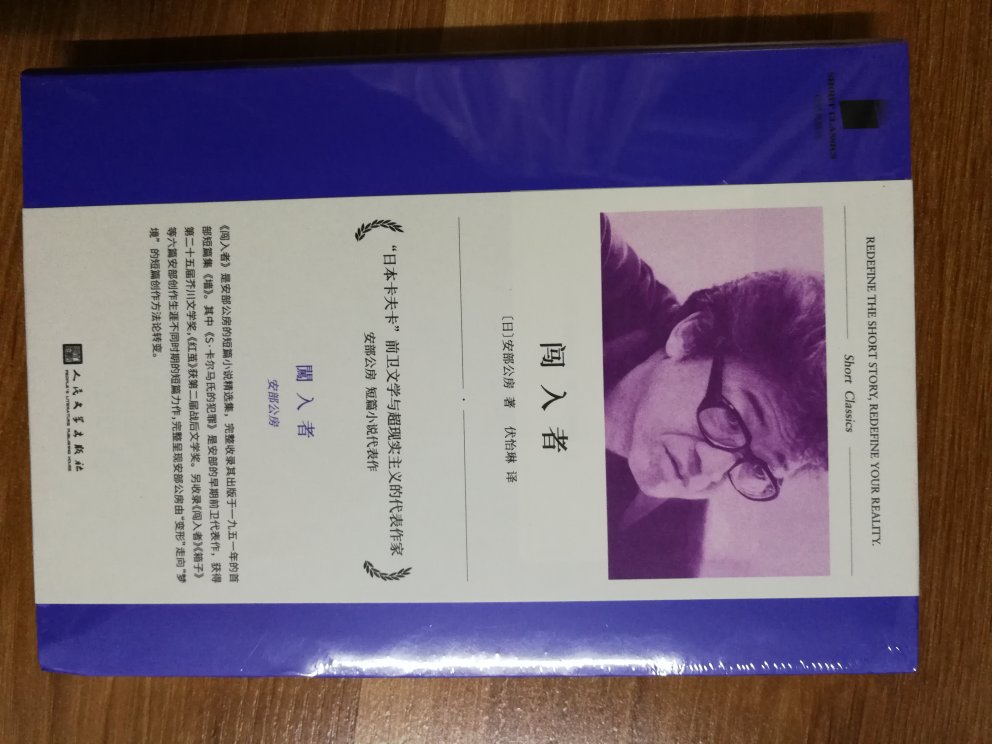 SHORT CLASSICS
REDEFINE THE SHORT STORY, REDEFINE YOUR REALITY.
Short Classics
闯入者
〔日〕安部公房 著 伏怡琳 译
“日本卡夫卡”前卫文学与超现实主义的代表作家
安部公房 短篇小说代表作
闖入者
安部公房
《闯入者》是安部公房的短篇小说精选集，完整收录其出版于一九五一年的首
部短篇集《墙》。其中《S·卡尔马氏的犯罪》是安部的早期前卫代表作，获得
第二十五届芥川文学奖，《红茧》获第二届战后文学奖。另收录《闯入者》《箱子》
等六篇安部创作生涯不同时期的短篇力作，完整呈现安部公房由“变形”走向“梦
境”的短篇创作方法论转变。
人民文学出版社
PEOPLE'S LITERATURE PUBLISHING HOUSE